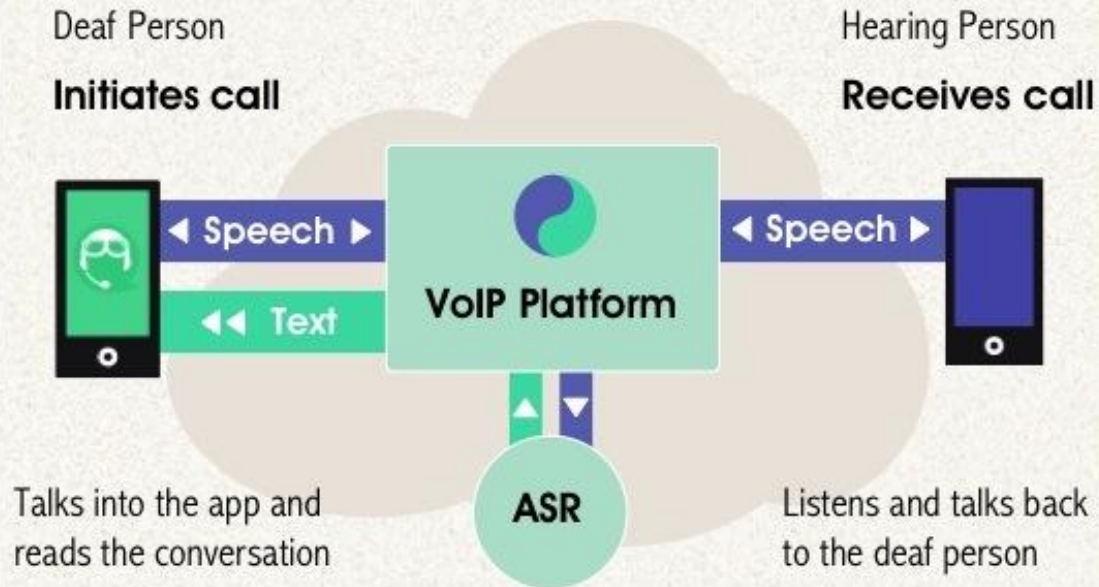 Deaf Person
Initiates call
Hearing Person
Receives call
Speech
Text
VoIP Platform
Speech
ASR
Talks into the app and
reads the conversation
Listens and talks back
to the deaf person